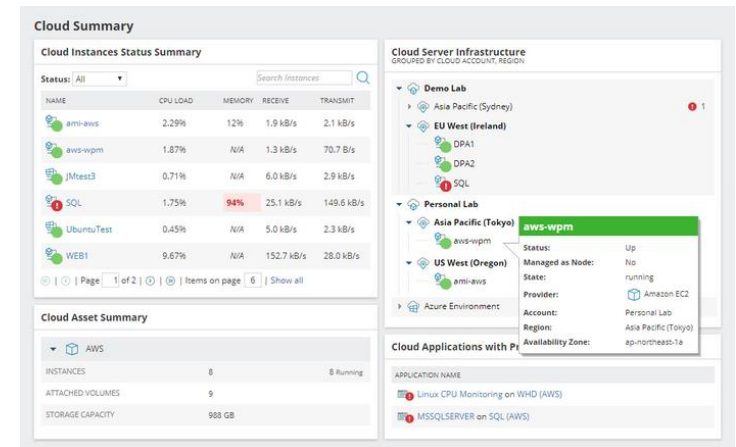 Cloud Summary
Cloud Instances Status Summary
Status: All
Search Instances
NAME CPU LOAD MEMORY RECEIVE TRANSMIT
ami-aws 2.29% 12% 1.9 kB/s 2.1 kB/s
aws-wpm 1.87% N/A 1.3 kB/s 70.7 B/s
JMtest3 0.71% N/A 6.0 kB/s 2.9 kB/s
SQL 1.75% 94% 25.1 kB/s 149.6 kB/s
UbuntuTest 0.45% N/A 5.0 kB/s 2.3 kB/s
WEB1 9.67% N/A 152.7 kB/s 28.0 kB/s
| Page 1 of 2 | | Items on page 6 | Show all
Cloud Asset Summary
AWS
INSTANCES 8 8 Running
ATTACHED VOLUMES 9
STORAGE CAPACITY 988 GB
Cloud Server Infrastructure
GROUPED BY CLOUD ACCOUNT, REGION
Demo Lab
Asia Pacific (Sydney) 1
EU West (Ireland)
DPA1
DPA2
SQL
Personal Lab
Asia Pacific (Tokyo)
aws-wpm
US West (Oregon)
ami-aws
Azure Environment
aws-wpm
Status: Up
Managed as Node: No
State: running
Provider: Amazon EC2
Account: Personal Lab
Region: Asia Pacific (Tokyo)
Availability Zone: ap-northeast-1a
Cloud Applications with
APPLICATION NAME
Linux CPU Monitoring on WHD (AWS)
MSSQLSERVER on SQL (AWS)